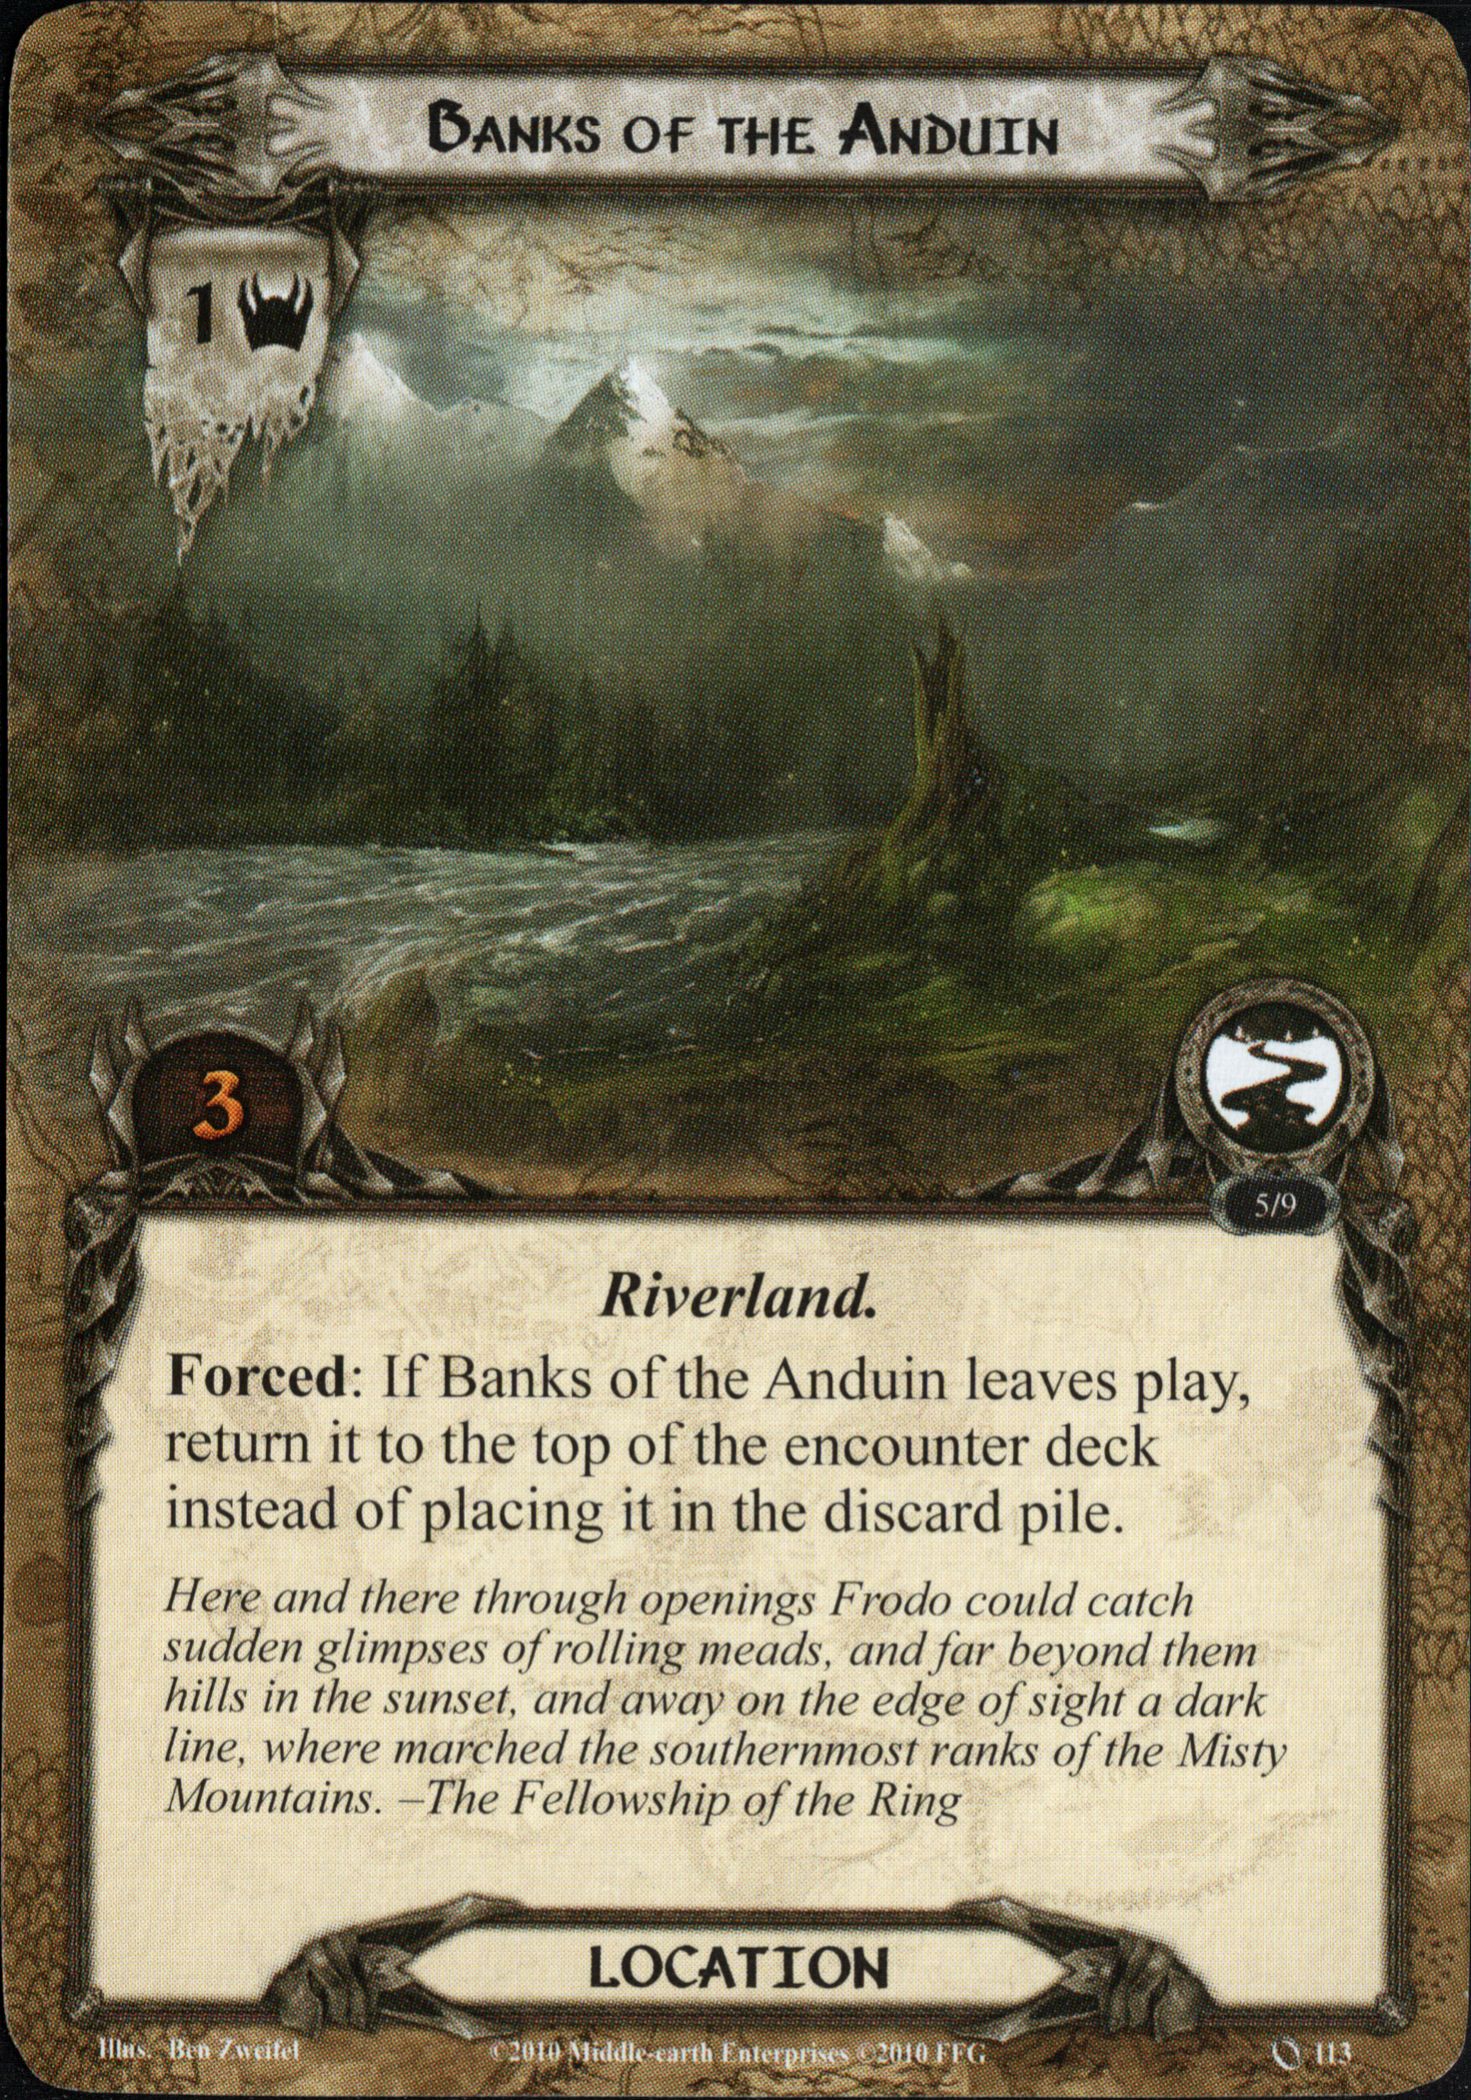 Banks of the Anduin
1
3
5/9
Riverland.
Forced: If Banks of the Anduin leaves play,
return it to the top of the encounter deck
instead of placing it in the discard pile.
Here and there through openings Frodo could catch
sudden glimpses of rolling meads, and far beyond them
hills in the sunset, and away on the edge of sight a dark
line, where marched the southernmost ranks of the Misty
Mountains. –The Fellowship of the Ring
LOCATION
Illus. Ben Zweifel ©2010 Middle-earth Enterprises ©2010 FFG 113